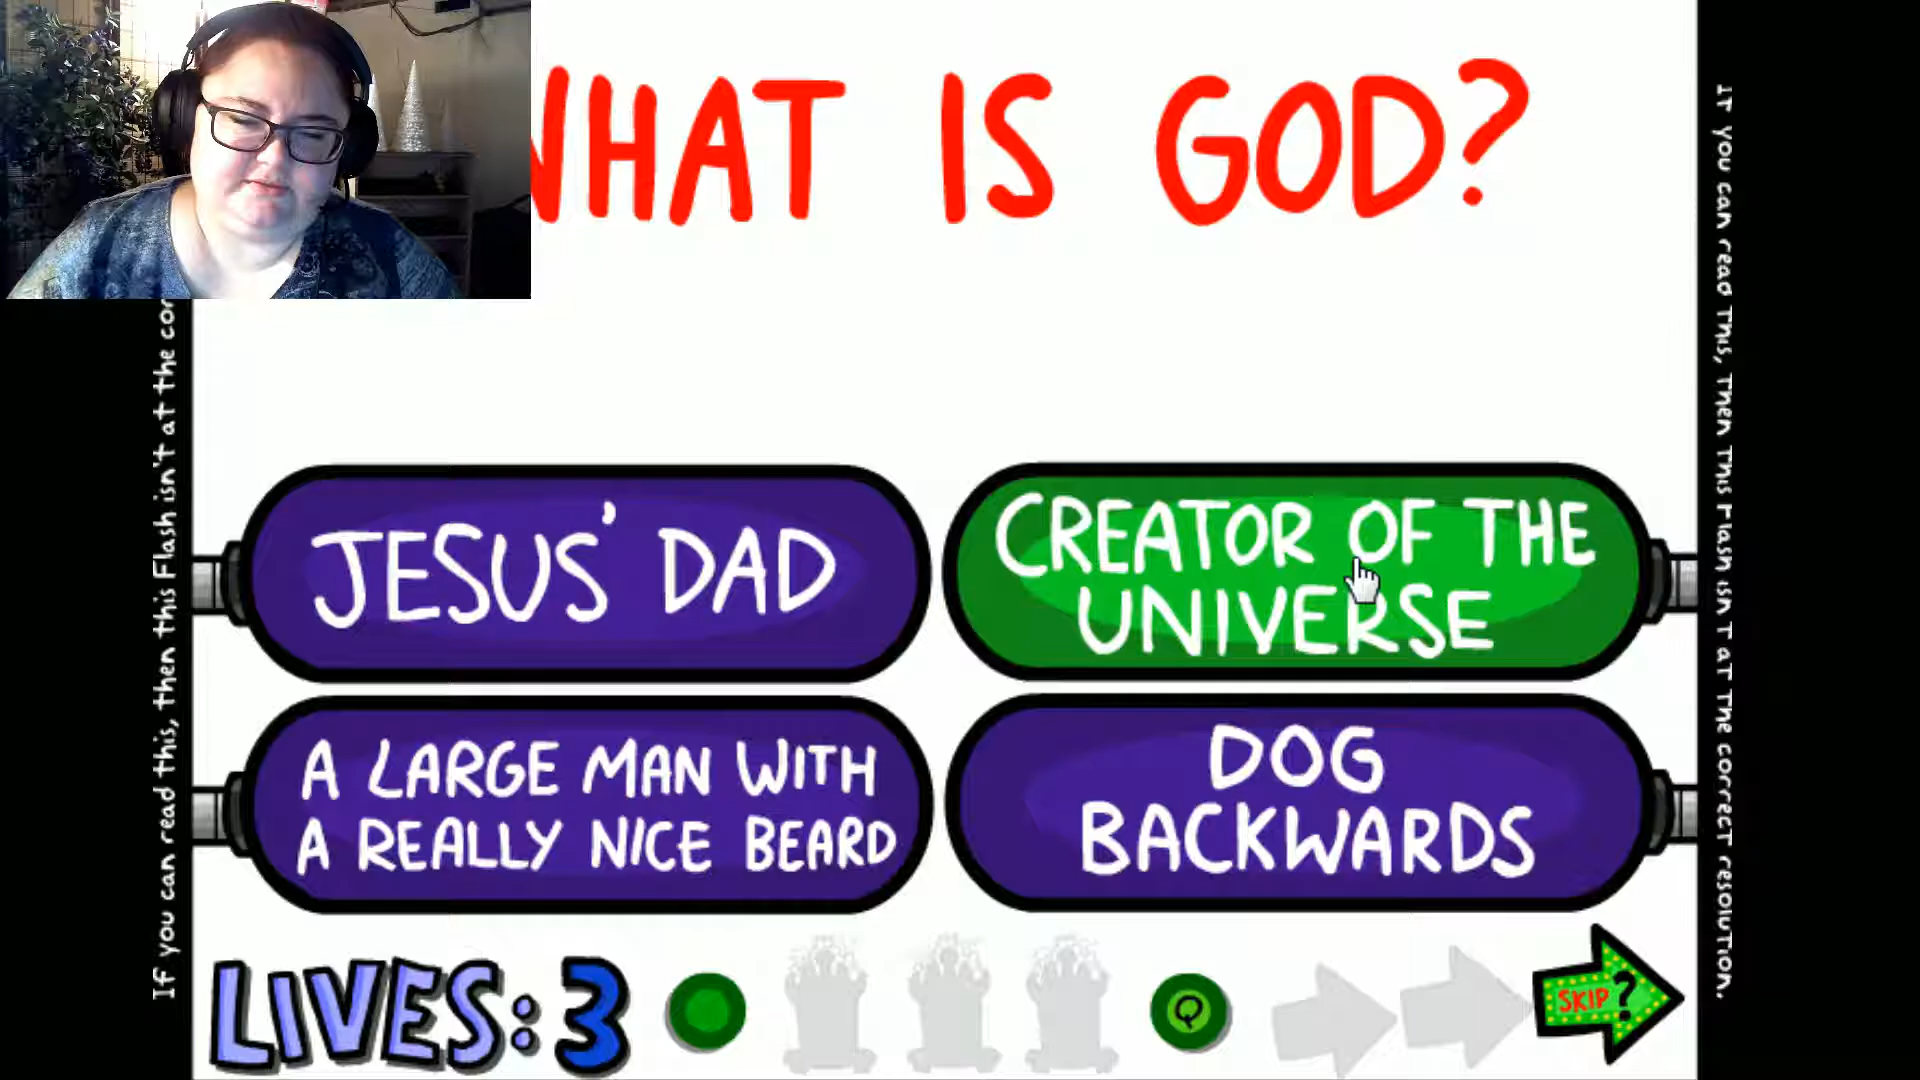 WHAT IS GOD?
JESUS' DAD
CREATOR OF THE
UNIVERSE
A LARGE MAN WITH
A REALLY NICE BEARD
DOG
BACKWARDS
LIVES: 3
Q
SKIP?
If you can read this, then this Flash isn't at the
If you can read this, then this Flash isn't at the correct resolution.